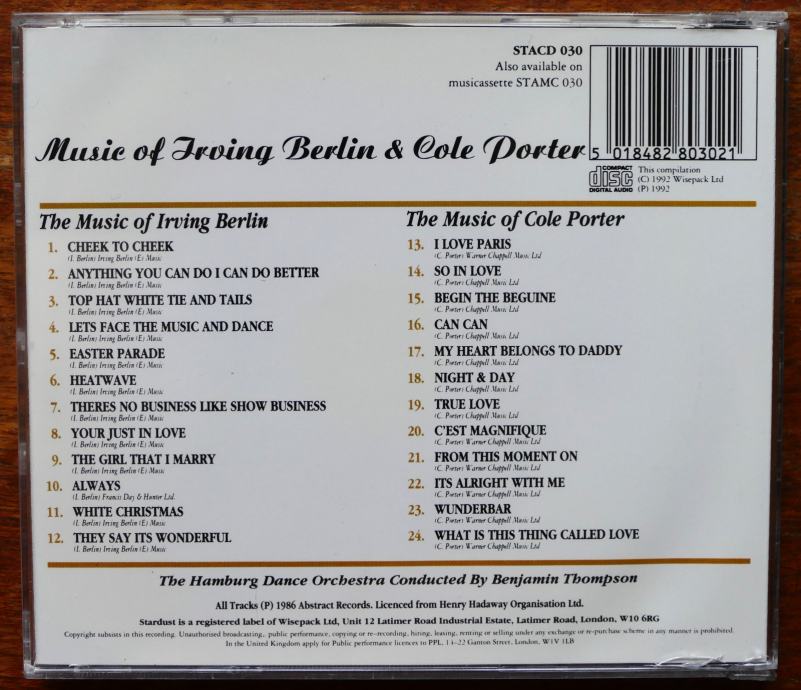 STACD 030
Also available on
musicassette STAMC 030
5 018482 803021
Music of Irving Berlin & Cole Porter
COMPACT
disc
DIGITAL AUDIO
This compilation
(C) 1992 Wisepack Ltd
(P) 1992
The Music of Irving Berlin
1. CHEEK TO CHEEK
(I. Berlin) Irving Berlin (E) Music
2. ANYTHING YOU CAN DO I CAN DO BETTER
(I. Berlin) Irving Berlin (E) Music
3. TOP HAT WHITE TIE AND TAILS
(I. Berlin) Irving Berlin (E) Music
4. LETS FACE THE MUSIC AND DANCE
(I. Berlin) Irving Berlin (E) Music
5. EASTER PARADE
(I. Berlin) Irving Berlin (E) Music
6. HEATWAVE
(I. Berlin) Irving Berlin (E) Music
7. THERES NO BUSINESS LIKE SHOW BUSINESS
(I. Berlin) Irving Berlin (E) Music
8. YOUR JUST IN LOVE
(I. Berlin) Irving Berlin (E) Music
9. THE GIRL THAT I MARRY
(I. Berlin) Irving Berlin (E) Music
10. ALWAYS
(I. Berlin) Francis Day & Hunter Ltd.
11. WHITE CHRISTMAS
(I. Berlin) Irving Berlin (E) Music
12. THEY SAY ITS WONDERFUL
(I. Berlin) Irving Berlin (E) Music
The Music of Cole Porter
13. I LOVE PARIS
(C. Porter) Warner Chappell Music Ltd
14. SO IN LOVE
(C. Porter) Chappell Music Ltd
15. BEGIN THE BEGUINE
(C. Porter) Warner Chappell Music Ltd
16. CAN CAN
(C. Porter) Chappell Music Ltd
17. MY HEART BELONGS TO DADDY
(C. Porter) Warner Chappell Music Ltd
18. NIGHT & DAY
(C. Porter) Chappell Music Ltd
19. TRUE LOVE
(C. Porter) Chappell Music Ltd
20. C'EST MAGNIFIQUE
(C. Porter) Warner Chappell Music Ltd
21. FROM THIS MOMENT ON
(C. Porter) Warner Chappell Music Ltd
22. ITS ALRIGHT WITH ME
(C. Porter) Warner Chappell Music Ltd
23. WUNDERBAR
(C. Porter) Warner Chappell Music Ltd
24. WHAT IS THIS THING CALLED LOVE
(C. Porter) Warner Chappell Music Ltd
The Hamburg Dance Orchestra Conducted By Benjamin Thompson
All Tracks (P) 1986 Abstract Records. Licenced from Henry Hadaway Organisation Ltd.
Stardust is a registered label of Wisepack Ltd, Unit 12 Latimer Road Industrial Estate, Latimer Road, London, W10 6RG
Copyright subsists in this recording. Unauthorised broadcasting, public performance, copying or re-recording, hiring, leasing, renting or selling under any exchange or re-purchase scheme in any manner is prohibited.
In the United Kingdom apply for Public performance licences to PPL, 14-22 Ganton Street, London, W1V 1LB